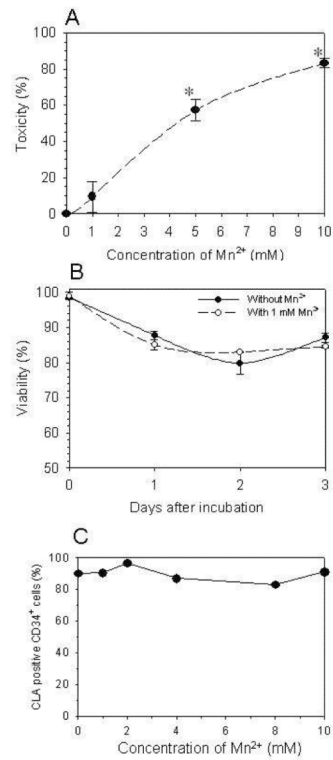 A
100
80
60
40
20
0
Toxicity (%)
*
*
0 1 2 3 4 5 6 7 8 9 10
Concentration of Mn²⁺ (mM)
B
100
90
80
70
60
50
Viability (%)
Without Mn²⁺
With 1 mM Mn²⁺
0 1 2 3
Days after incubation
C
100
80
60
40
20
0
CLA positive CD34⁺ cells (%)
0 2 4 6 8 10
Concentration of Mn²⁺ (mM)